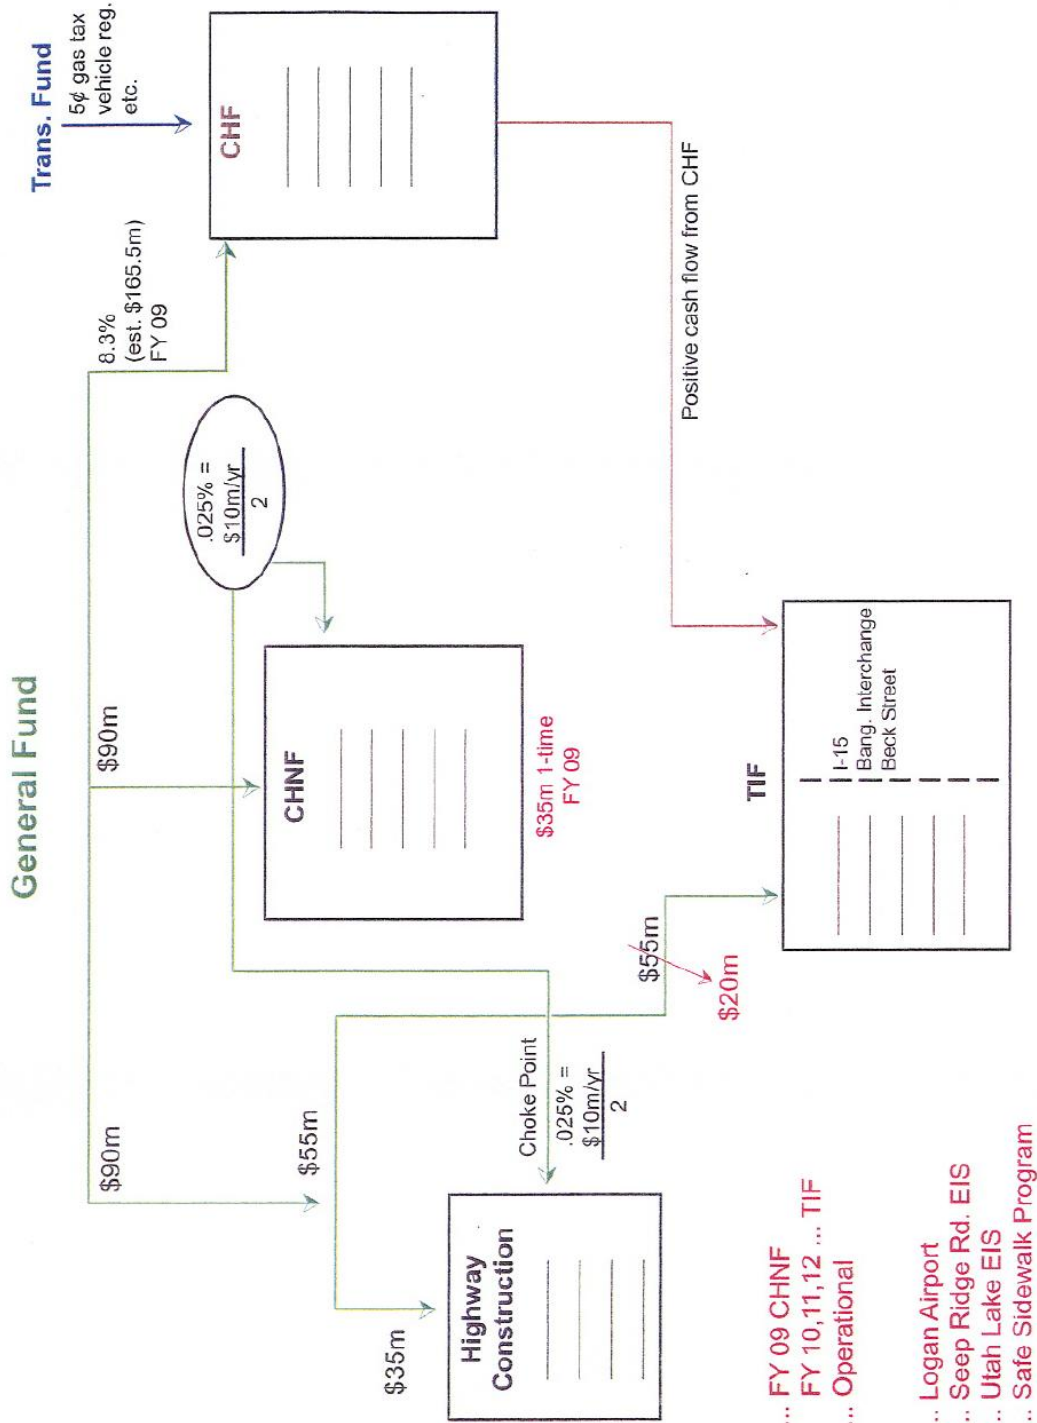 General Fund
Trans. Fund
5¢ gas tax
vehicle reg.
etc.
$90m
$90m
8.3%
(est. $165.5m)
FY 09
.025% =
$10m/yr
2
CHF
CHNF
$35m 1-time
FY 09
$35m
$55m
Highway
Construction
Choke Point
.025% =
$10m/yr
2
$55m
$20m
Positive cash flow from CHF
TIF
I-15
Bang. Interchange
Beck Street
... FY 09 CHNF
FY 10,11,12 ... TIF
... Operational
.. Logan Airport
.. Seep Ridge Rd. EIS
.. Utah Lake EIS
.. Safe Sidewalk Program